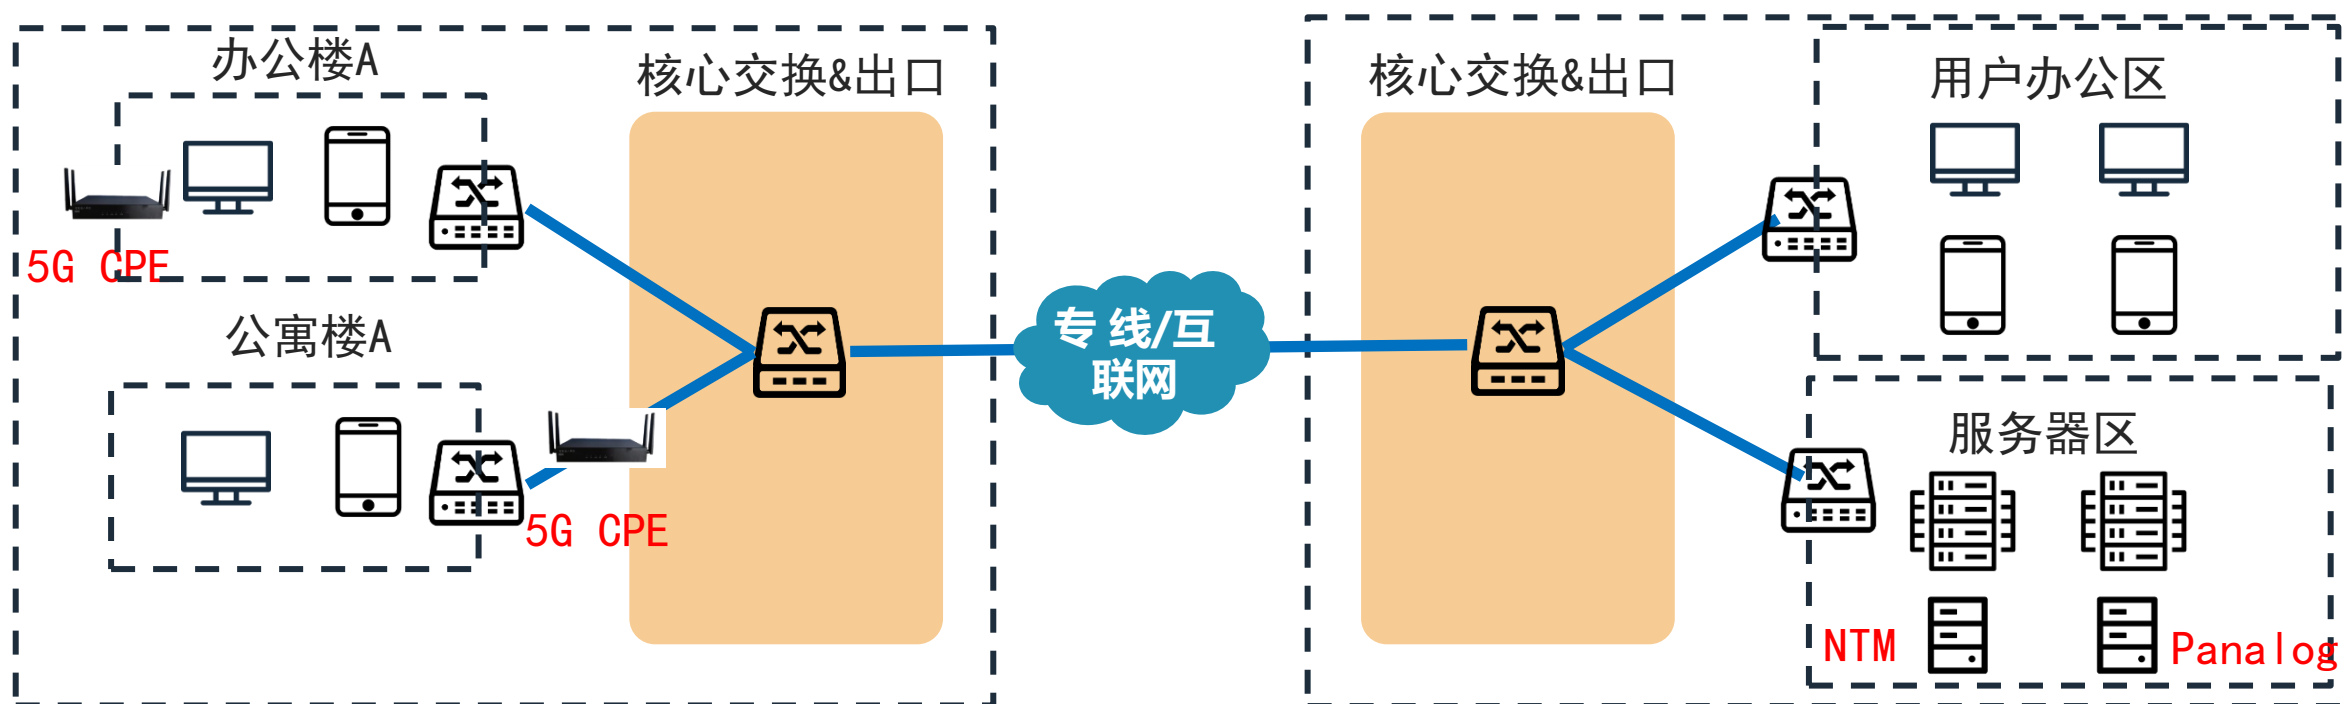 办公楼A
核心交换&出口
5G CPE
公寓楼A
5G CPE
专 线/互
联网
核心交换&出口
用户办公区
服务器区
NTM
Panalog